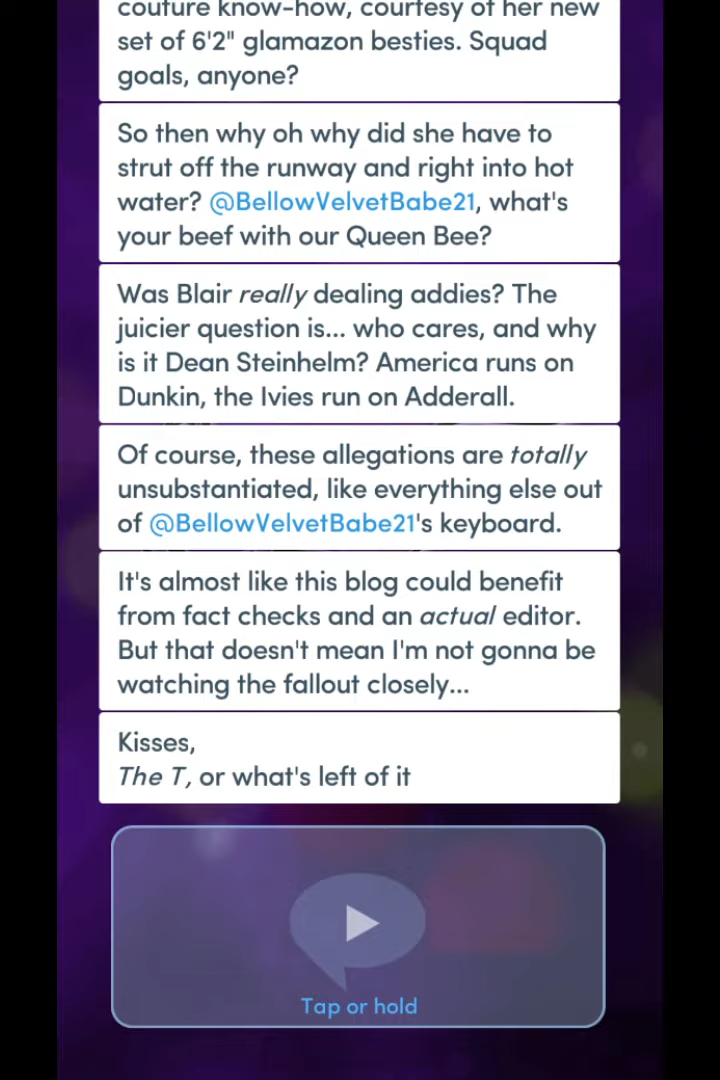 couture know-how, courtesy of her new
set of 6'2" glamazon besties. Squad
goals, anyone?
So then why oh why did she have to
strut off the runway and right into hot
water? @BellowVelvetBabe21, what's
your beef with our Queen Bee?
Was Blair really dealing addies? The
juicier question is... who cares, and why
is it Dean Steinhelm? America runs on
Dunkin, the Ivies run on Adderall.
Of course, these allegations are totally
unsubstantiated, like everything else out
of @BellowVelvetBabe21's keyboard.
It's almost like this blog could benefit
from fact checks and an actual editor.
But that doesn't mean I'm not gonna be
watching the fallout closely...
Kisses,
The T, or what's left of it
Tap or hold